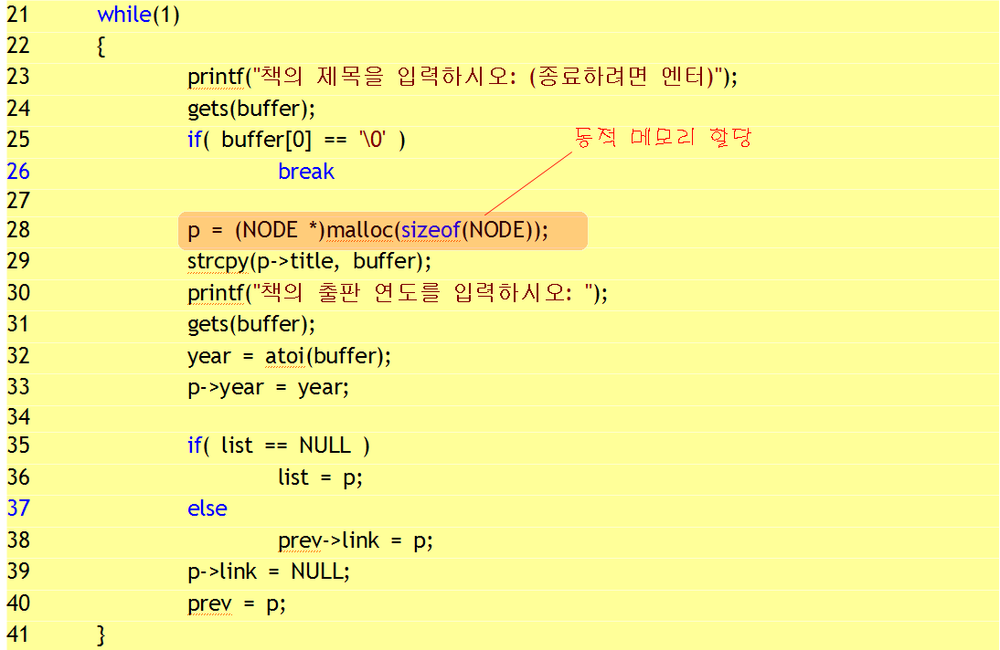 21 while(1)
22 {
23 printf("책의 제목을 입력하시오: (종료하려면 엔터)");
24 gets(buffer);
25 if( buffer[0] == '\0' ) 동적 메모리 할당
26 break
27
28 p = (NODE *)malloc(sizeof(NODE));
29 strcpy(p->title, buffer);
30 printf("책의 출판 연도를 입력하시오: ");
31 gets(buffer);
32 year = atoi(buffer);
33 p->year = year;
34
35 if( list == NULL )
36 list = p;
37 else
38 prev->link = p;
39 p->link = NULL;
40 prev = p;
41 }